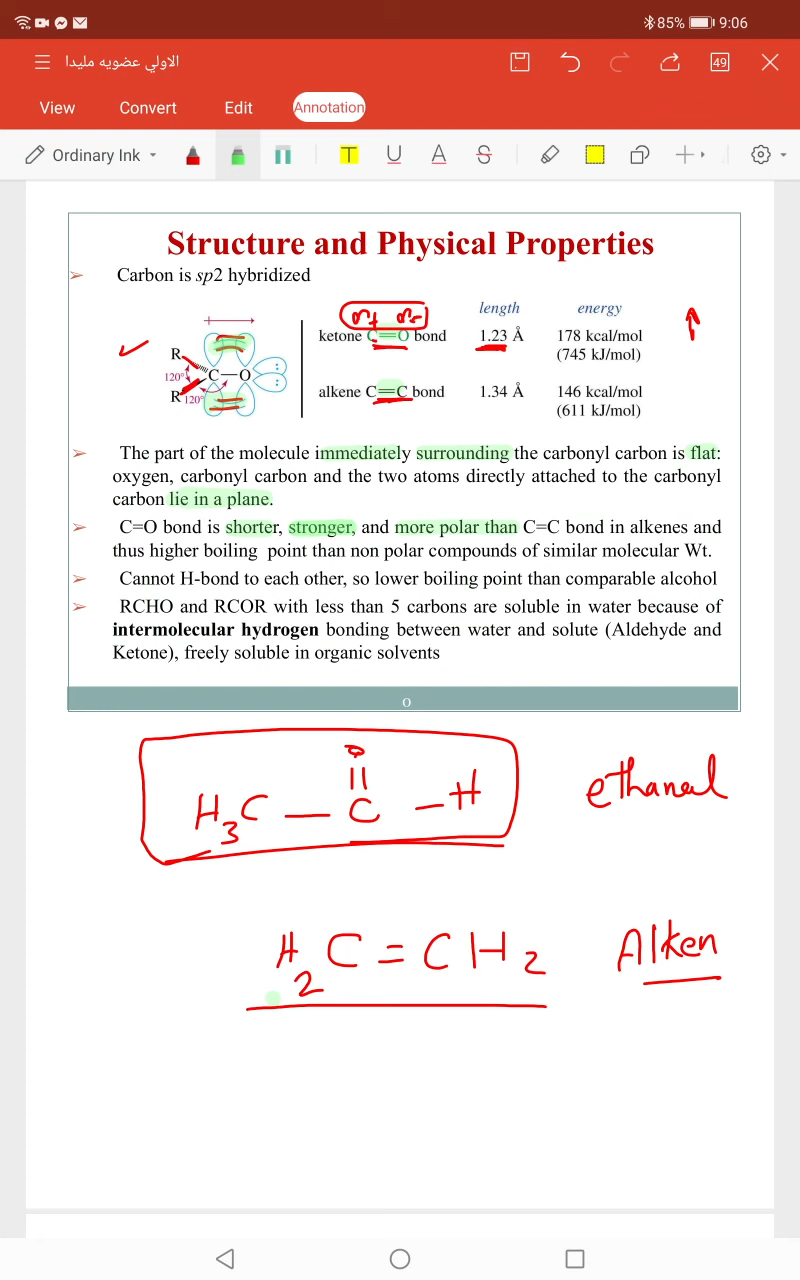 85% 9:06
الاولي عضويه مليدا 49
View Convert Edit Annotation
Ordinary Ink T U A S
Structure and Physical Properties
➢ Carbon is sp2 hybridized
length energy
ketone C=O bond 1.23 Å 178 kcal/mol
(745 kJ/mol)
alkene C=C bond 1.34 Å 146 kcal/mol
(611 kJ/mol)
R
120° C—O
R 120°
➢ The part of the molecule immediately surrounding the carbonyl carbon is flat:
oxygen, carbonyl carbon and the two atoms directly attached to the carbonyl
carbon lie in a plane.
➢ C=O bond is shorter, stronger, and more polar than C=C bond in alkenes and
thus higher boiling point than non polar compounds of similar molecular Wt.
➢ Cannot H-bond to each other, so lower boiling point than comparable alcohol
➢ RCHO and RCOR with less than 5 carbons are soluble in water because of
intermolecular hydrogen bonding between water and solute (Aldehyde and
Ketone), freely soluble in organic solvents
0
O
H3C — C — H ethanal
H2C = CH2 Alken